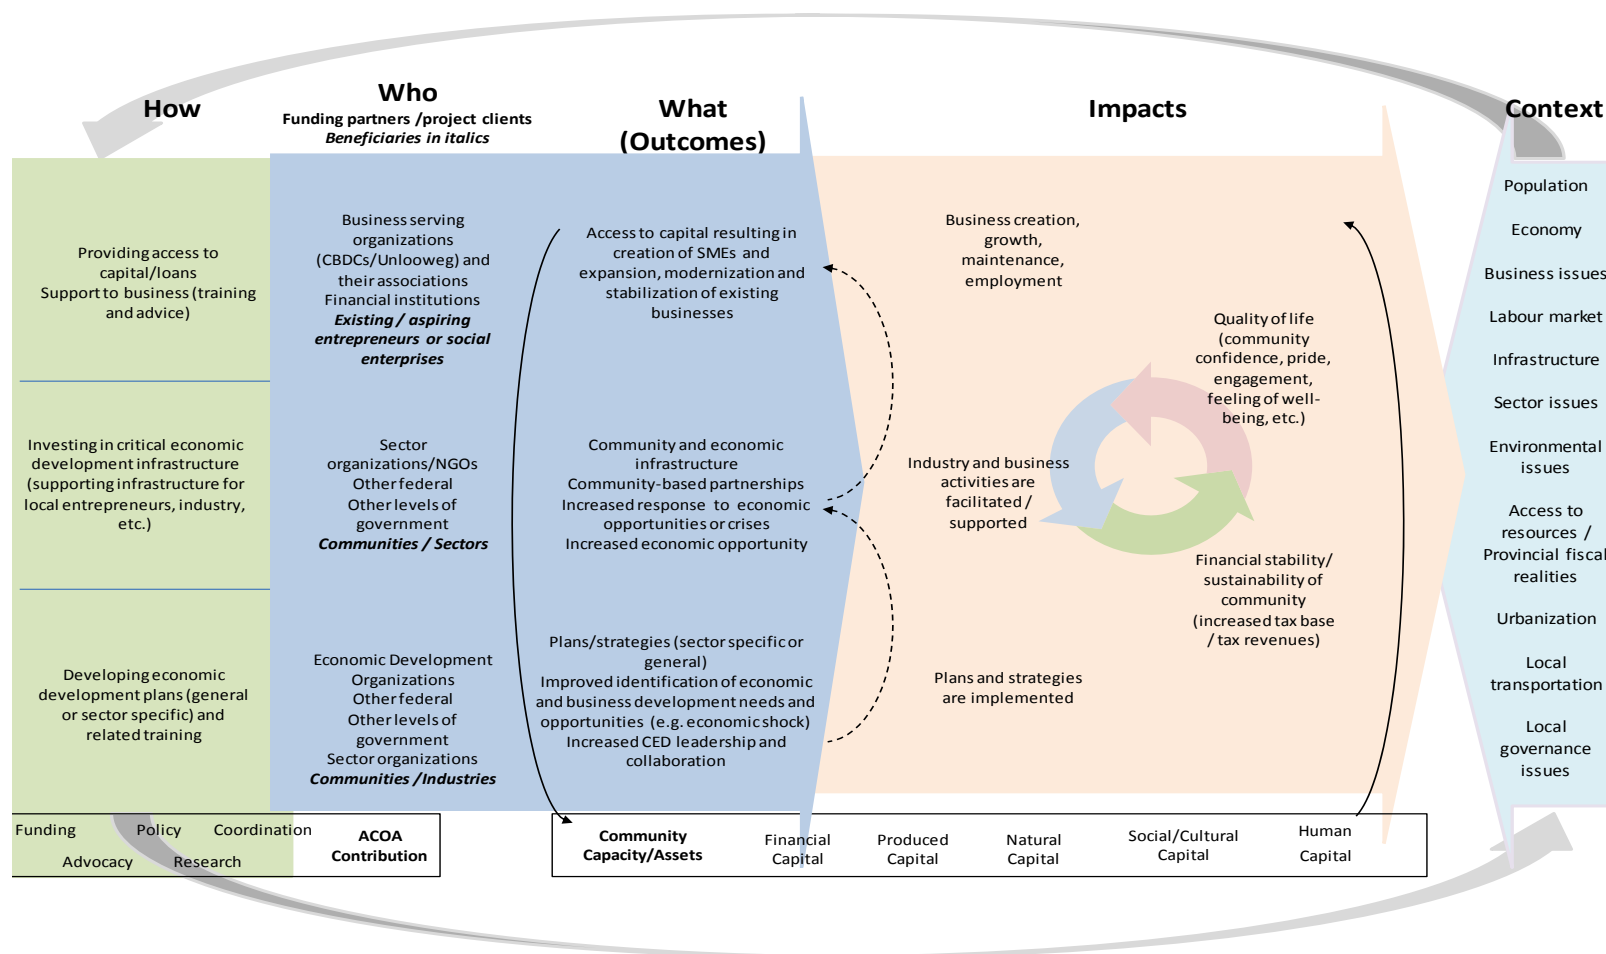 How
Who
Funding partners /project clients
Beneficiaries in italics
What
(Outcomes)
Impacts
Context
Providing access to
capital/loans
Support to business (training
and advice)
Business serving
organizations
(CBDCs/Unlooweg) and
their associations
Financial institutions
Existing / aspiring
entrepreneurs or social
enterprises
Access to capital resulting in
creation of SMEs and
expansion, modernization and
stabilization of existing
businesses
Business creation,
growth,
maintenance,
employment
Quality of life
(community
confidence, pride,
engagement,
feeling of well-
being, etc.)
Investing in critical economic
development infrastructure
(supporting infrastructure for
local entrepreneurs, industry,
etc.)
Sector
organizations/NGOs
Other federal
Other levels of
government
Communities / Sectors
Community and economic
infrastructure
Community-based partnerships
Increased response to economic
opportunities or crises
Increased economic opportunity
Industry and business
activities are
facilitated /
supported
Financial stability/
sustainability of
community
(increased tax base
/ tax revenues)
Developing economic
development plans (general
or sector specific) and
related training
Economic Development
Organizations
Other federal
Other levels of
government
Sector organizations
Communities /Industries
Plans/strategies (sector specific or
general)
Improved identification of economic
and business development needs and
opportunities (e.g. economic shock)
Increased CED leadership and
collaboration
Plans and strategies
are implemented
Population
Economy
Business issues
Labour market
Infrastructure
Sector issues
Environmental
issues
Access to
resources /
Provincial fiscal
realities
Urbanization
Local
transportation
Local
governance
issues
Funding
Policy
Coordination
Advocacy
Research
ACOA
Contribution
Community
Capacity/Assets
Financial
Capital
Produced
Capital
Natural
Capital
Social/Cultural
Capital
Human
Capital